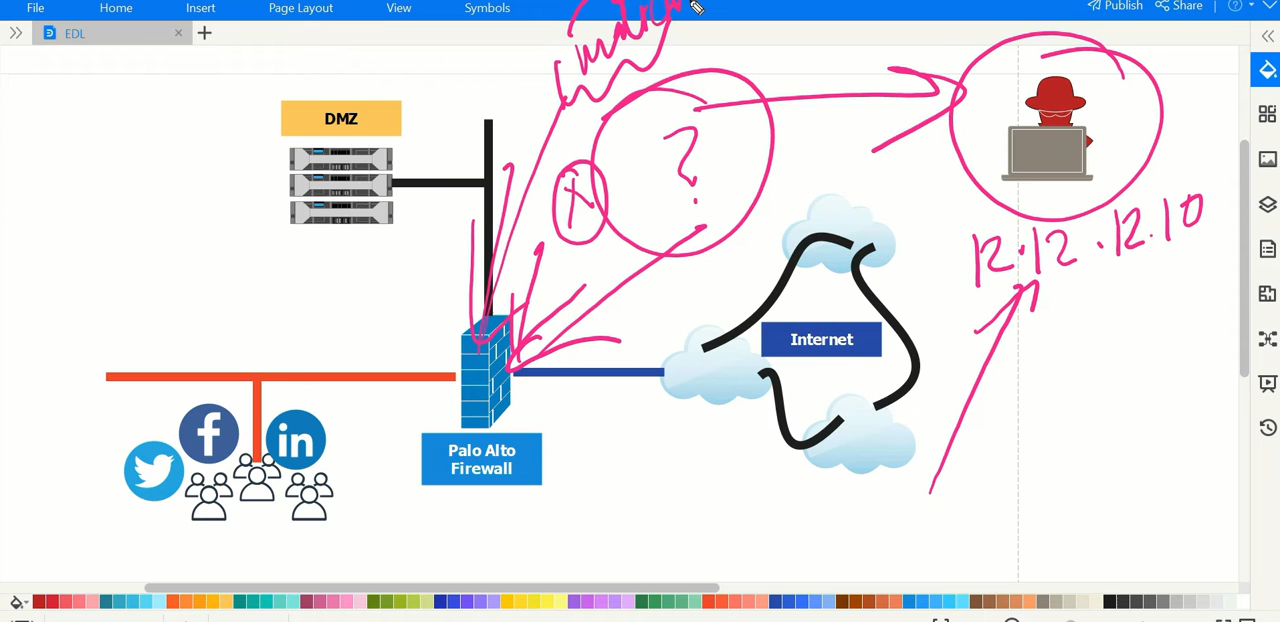 File Home Insert Page Layout View Symbols Publish Share
EDL
DMZ
?
12.12.12.10
Internet
Palo Alto
Firewall
f
in